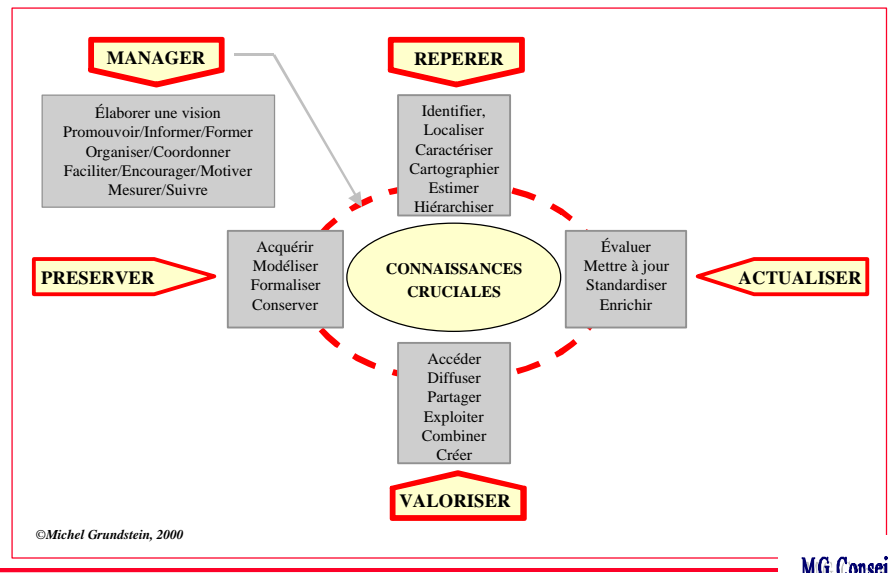 MANAGER
Élaborer une vision
Promouvoir/Informer/Former
Organiser/Coordonner
Faciliter/Encourager/Motiver
Mesurer/Suivre
REPERER
Identifier,
Localiser
Caractériser
Cartographier
Estimer
Hiérarchiser
PRESERVER
Acquérir
Modéliser
Formaliser
Conserver
CONNAISSANCES
CRUCIALES
Évaluer
Mettre à jour
Standardiser
Enrichir
ACTUALISER
Accéder
Diffuser
Partager
Exploiter
Combiner
Créer
VALORISER
©Michel Grundstein, 2000
MG Consei